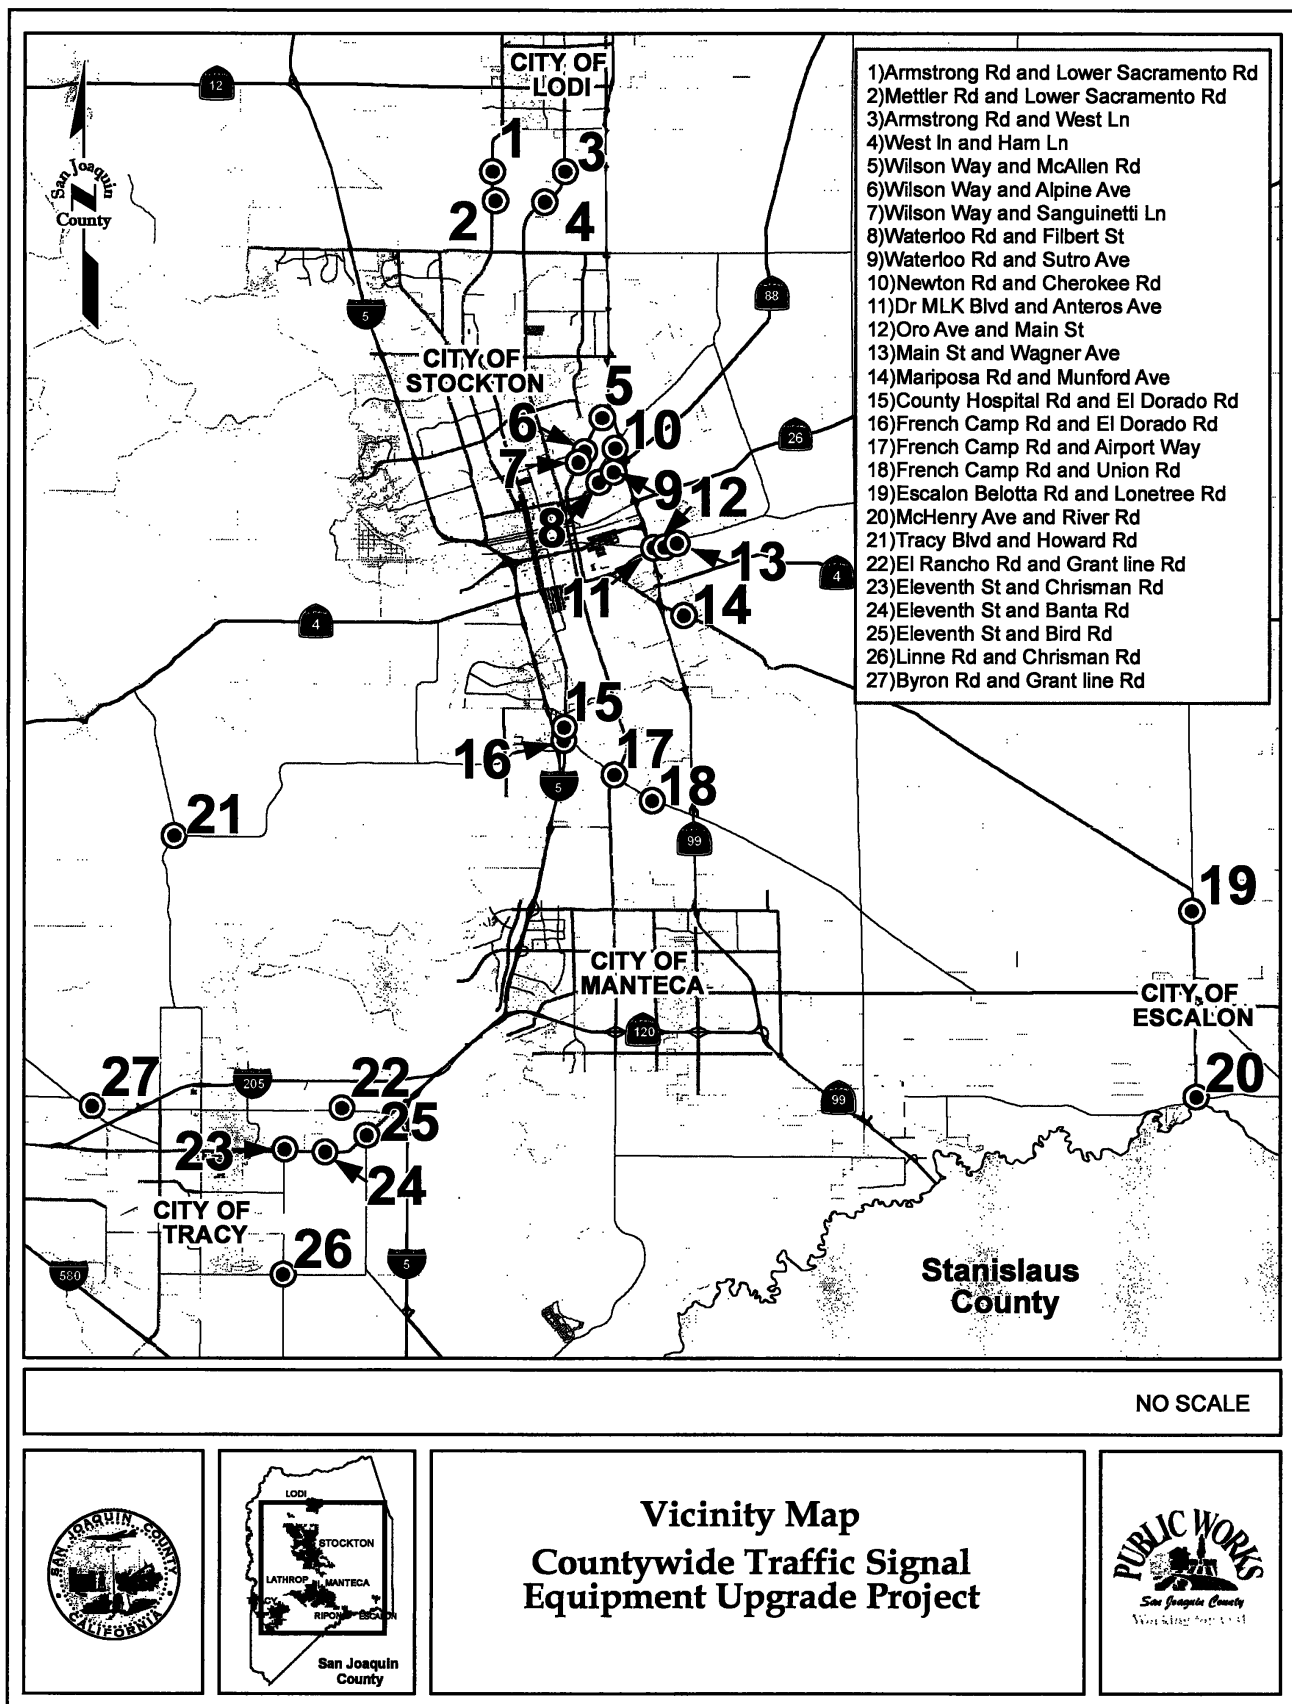 CITY OF
LODI
12
San Joaquin
N
County
1
3
2
4
1)Armstrong Rd and Lower Sacramento Rd
2)Mettler Rd and Lower Sacramento Rd
3)Armstrong Rd and West Ln
4)West ln and Ham Ln
5)Wilson Way and McAllen Rd
6)Wilson Way and Alpine Ave
7)Wilson Way and Sanguinetti Ln
8)Waterloo Rd and Filbert St
9)Waterloo Rd and Sutro Ave
10)Newton Rd and Cherokee Rd
11)Dr MLK Blvd and Anteros Ave
12)Oro Ave and Main St
13)Main St and Wagner Ave
14)Mariposa Rd and Munford Ave
15)County Hospital Rd and El Dorado Rd
16)French Camp Rd and El Dorado Rd
17)French Camp Rd and Airport Way
18)French Camp Rd and Union Rd
19)Escalon Belotta Rd and Lonetree Rd
20)McHenry Ave and River Rd
21)Tracy Blvd and Howard Rd
22)El Rancho Rd and Grant line Rd
23)Eleventh St and Chrisman Rd
24)Eleventh St and Banta Rd
25)Eleventh St and Bird Rd
26)Linne Rd and Chrisman Rd
27)Byron Rd and Grant line Rd
88
5
CITY OF
STOCKTON
5
6
10
26
7
9
12
8
13
4
11
14
4
15
16
17
5
18
21
99
19
CITY OF
MANTECA
CITY OF
ESCALON
120
27
205
22
20
99
25
23
24
CITY OF
TRACY
26
580
5
Stanislaus
County
NO SCALE
SAN JOAQUIN COUNTY
CALIFORNIA
LODI
STOCKTON
LATHROP
MANTECA
TRACY
RIPON
ESCALON
San Joaquin
County
Vicinity Map
Countywide Traffic Signal
Equipment Upgrade Project
PUBLIC WORKS
San Joaquin County
Working for